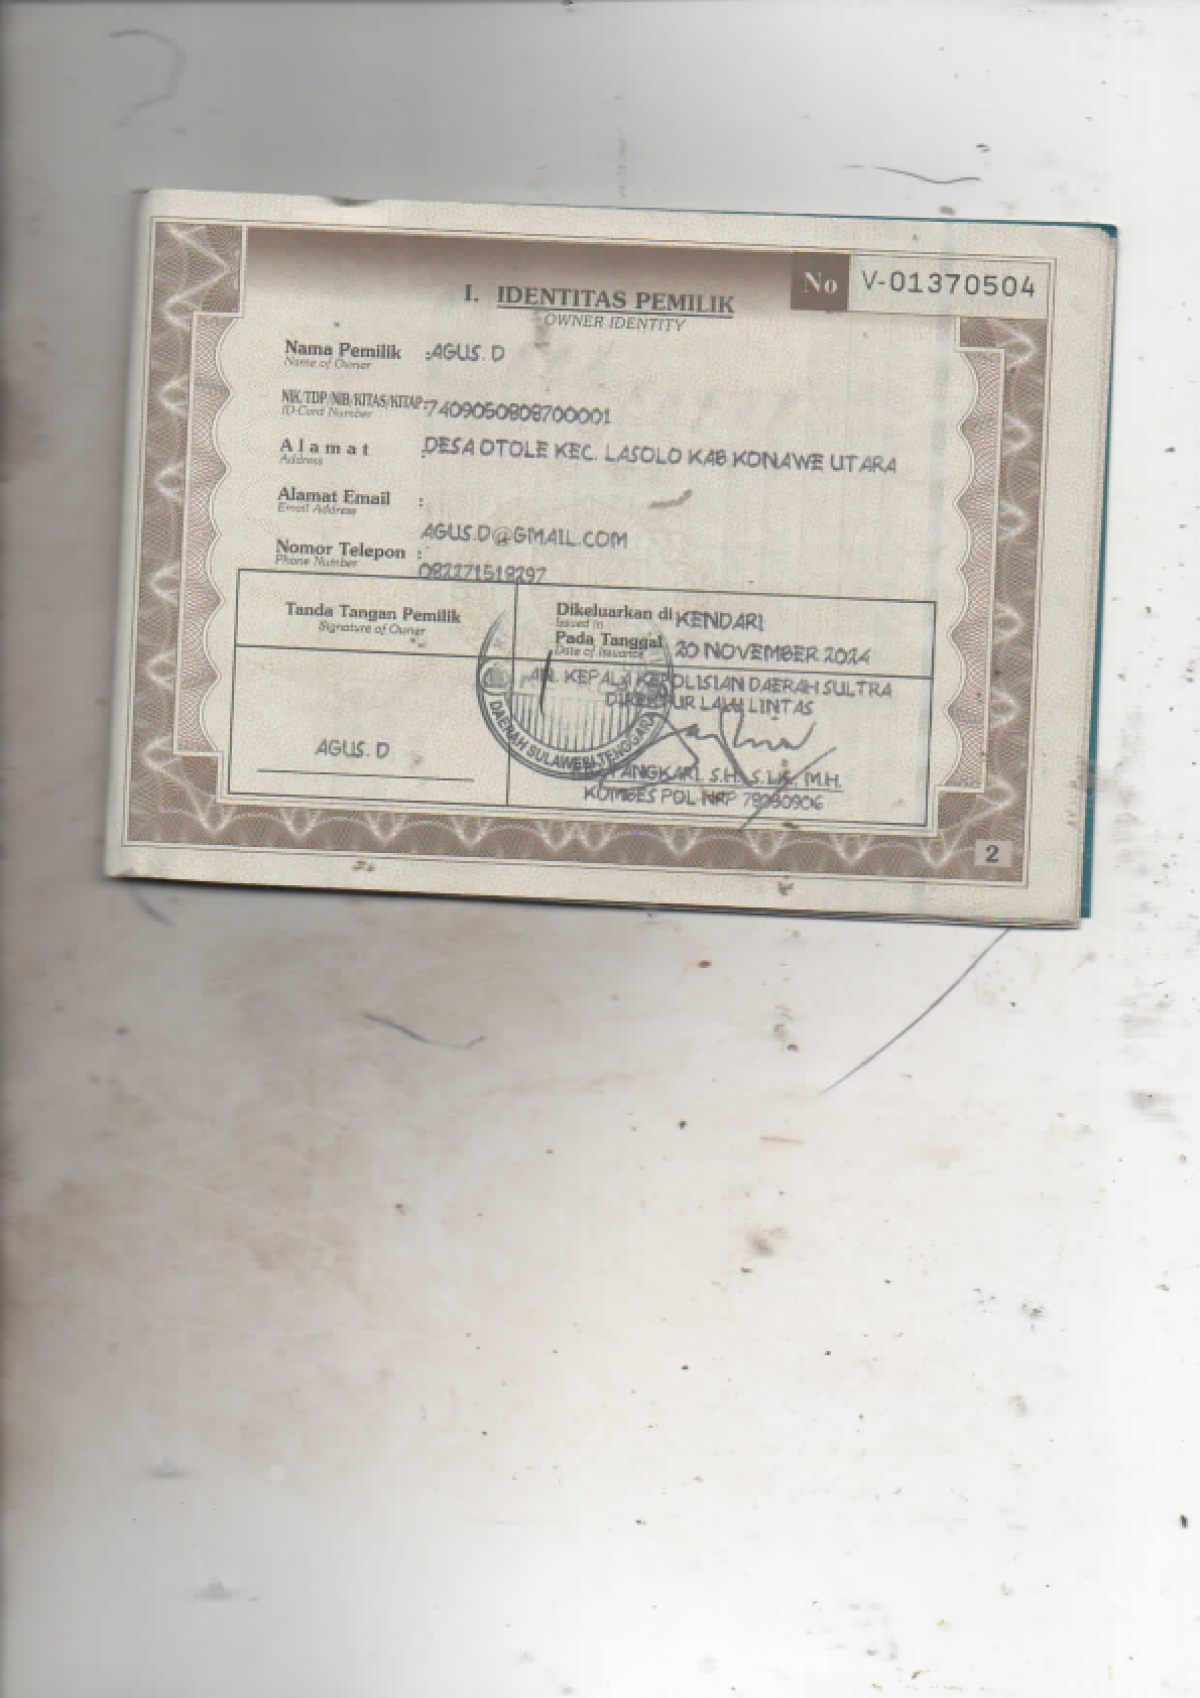 No V-01370504
I. IDENTITAS PEMILIK
OWNER IDENTITY
Nama Pemilik : AGUS. D
Name of Owner
NIK/TDP/NIB/KITAS/KITAP : 7409050808700001
ID-Card Number
Alamat : DESA OTOLE KEC. LASOLO KAB KONAWE UTARA
Address
Alamat Email :
Email Address
AGUS.D@GMAIL.COM
Nomor Telepon :
Phone Number
082271519297
Tanda Tangan Pemilik
Signature of Owner
Dikeluarkan di KENDARI
Issued in
Pada Tanggal 20 NOVEMBER 2024
Date of Issuance
AN. KEPALA KEPOLISIAN DAERAH SULTRA
DIREKTUR LALU LINTAS
DAERAH SULAWESI TENGGARA
AGUS. D
S.H., S.I.K., M.H.
KOMBES POL NRP
2